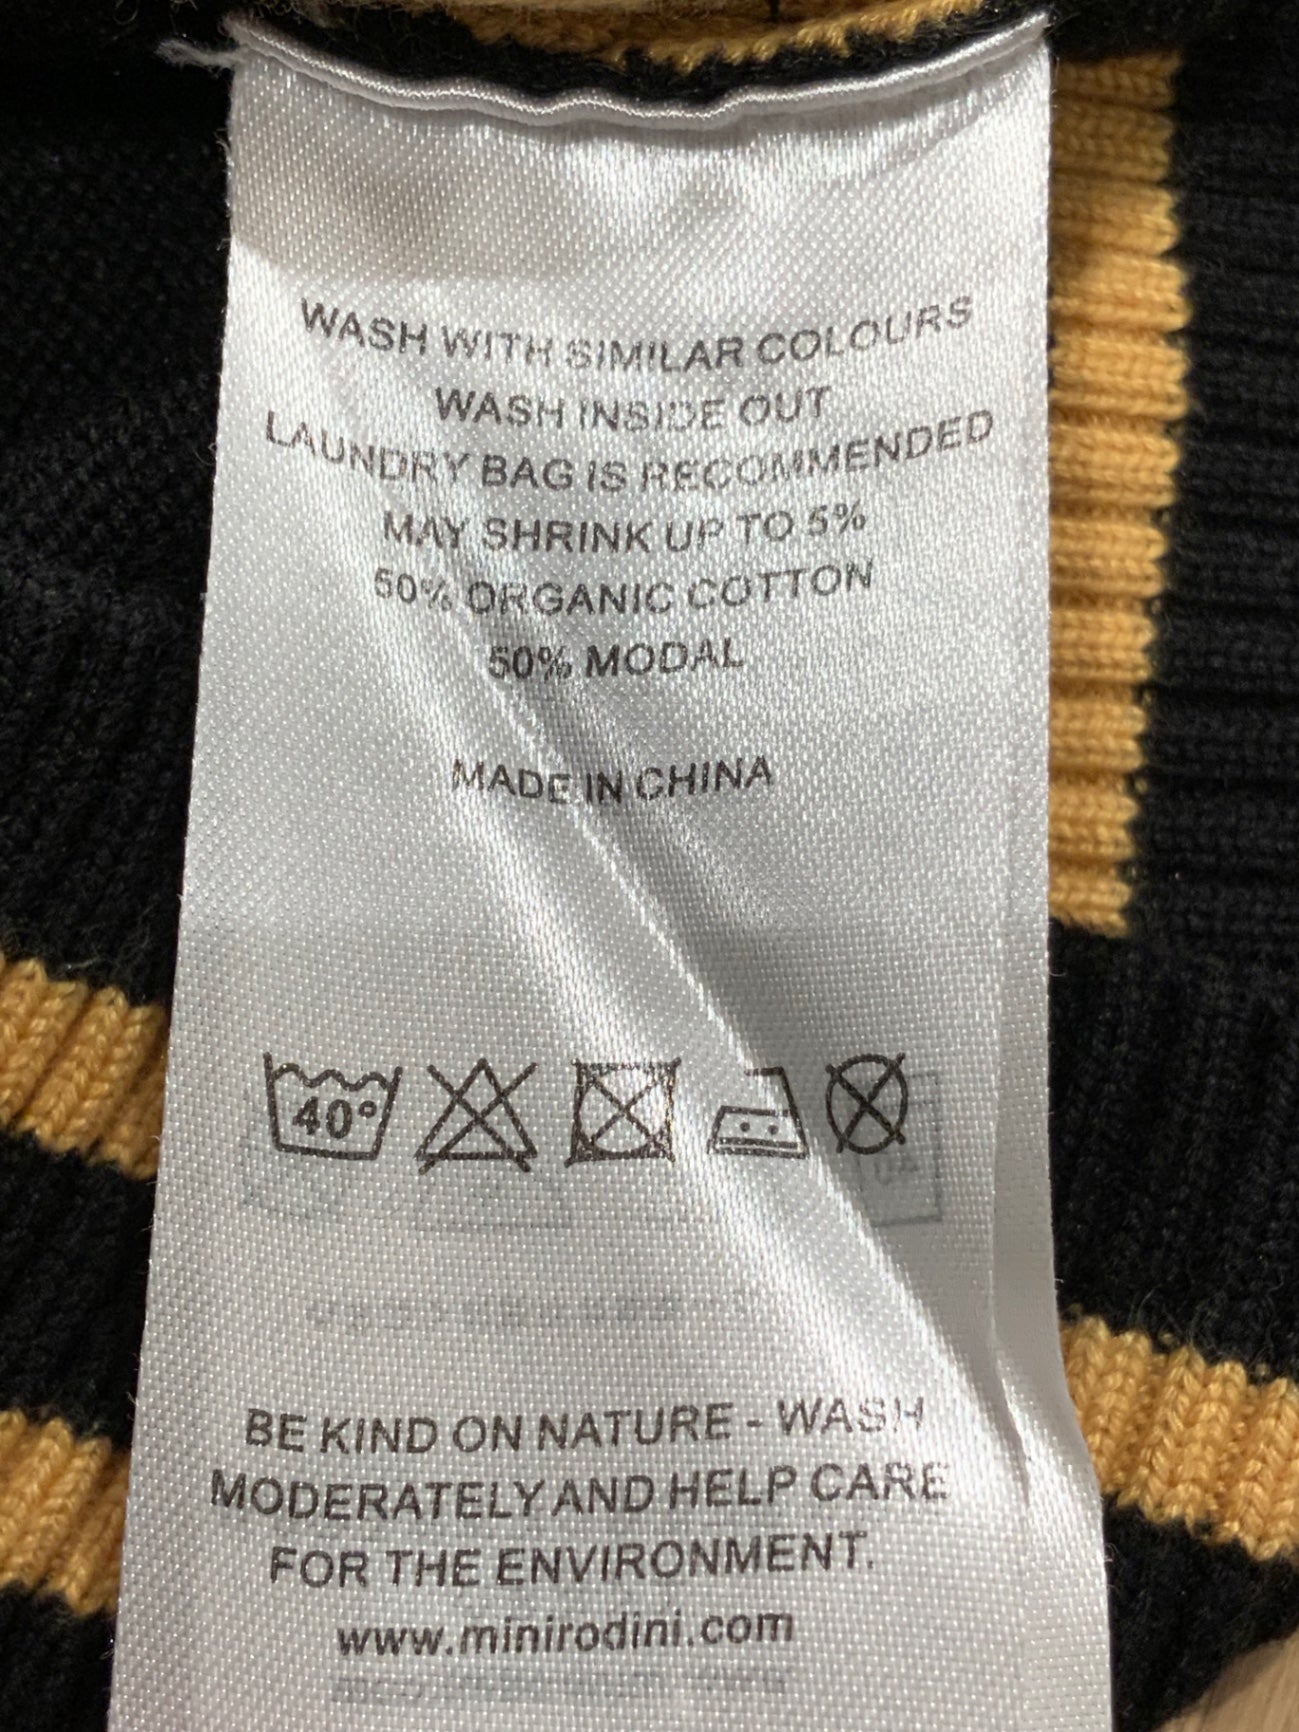 WASH WITH SIMILAR COLOURS
WASH INSIDE OUT
LAUNDRY BAG IS RECOMMENDED
MAY SHRINK UP TO 5%
50% ORGANIC COTTON
50% MODAL
MADE IN CHINA
40°
BE KIND ON NATURE - WASH
MODERATELY AND HELP CARE
FOR THE ENVIRONMENT.
www.minirodini.com